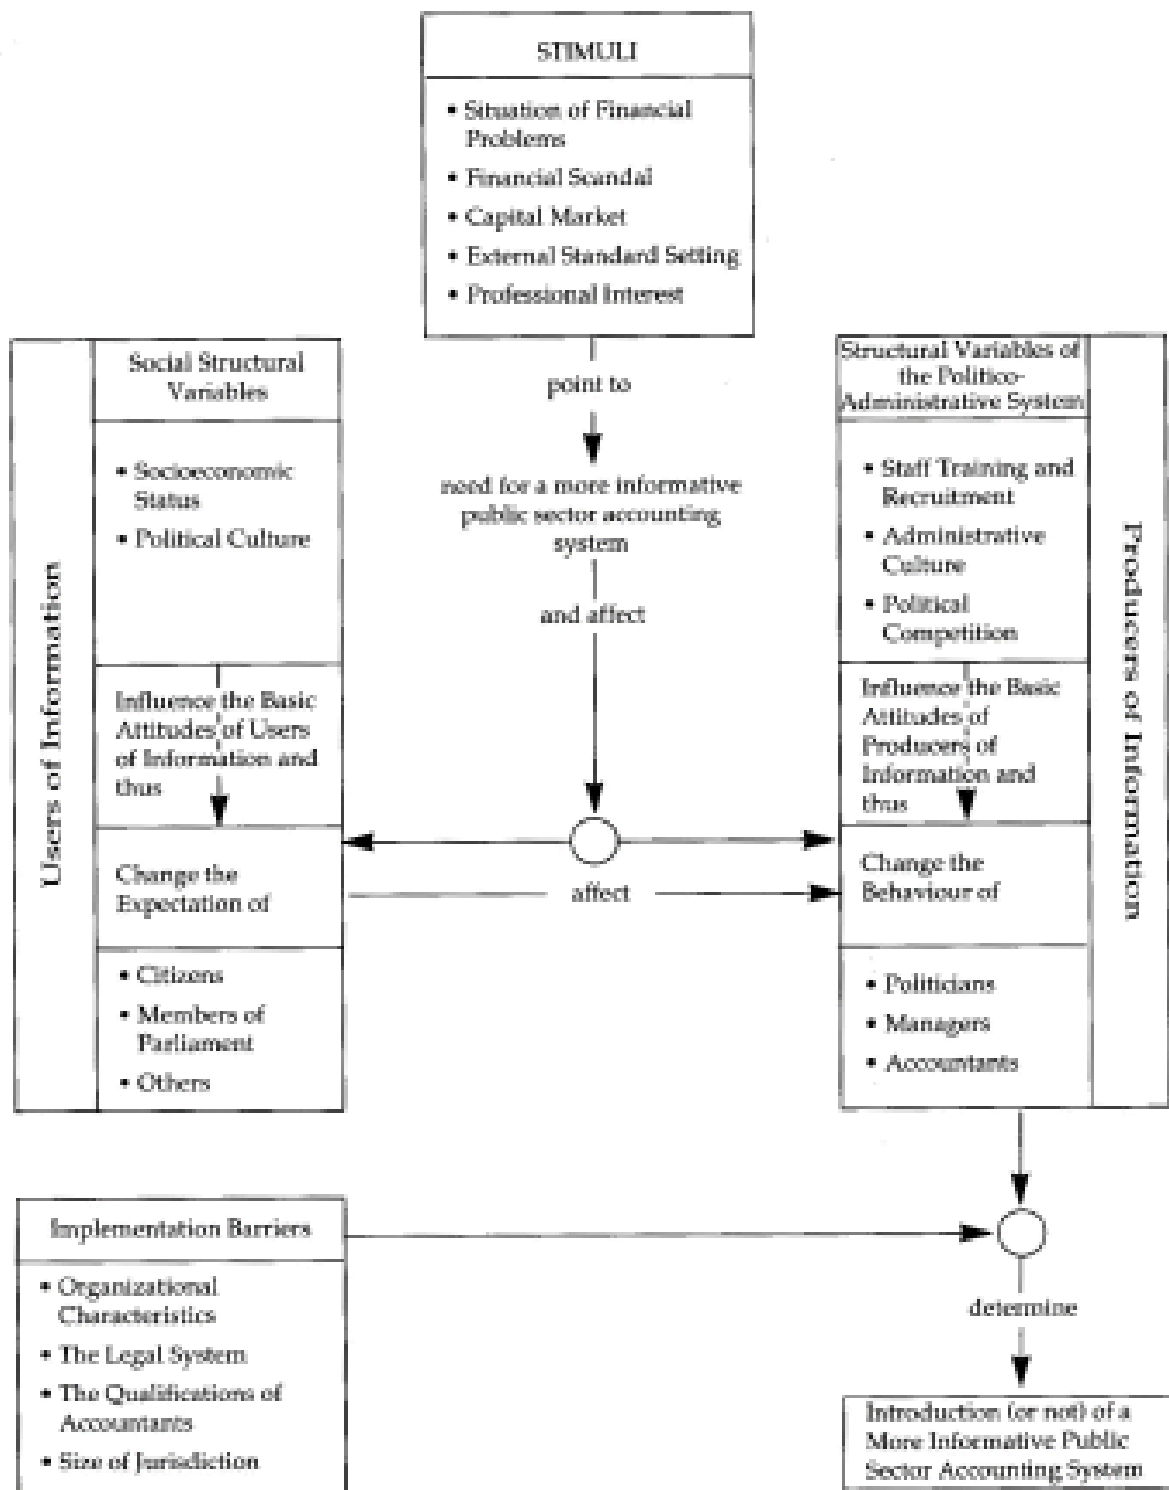 STIMULI
• Situation of Financial
Problems
• Financial Scandal
• Capital Market
• External Standard Setting
• Professional Interest
point to
need for a more informative
public sector accounting
system
and affect
Users of Information
Social Structural
Variables
• Socioeconomic
Status
• Political Culture
Influence the Basic
Attitudes of Users
of Information and
thus
Change the
Expectation of
• Citizens
• Members of
Parliament
• Others
affect
Structural Variables of
the Politico-
Administrative System
• Staff Training and
Recruitment
• Administrative
Culture
• Political
Competition
Influence the Basic
Attitudes of
Producers of
Information and
thus
Change the
Behaviour of
• Politicians
• Managers
• Accountants
Producers of Information
Implementation Barriers
• Organizational
Characteristics
• The Legal System
• The Qualifications of
Accountants
• Size of Jurisdiction
determine
Introduction (or not) of a
More Informative Public
Sector Accounting System